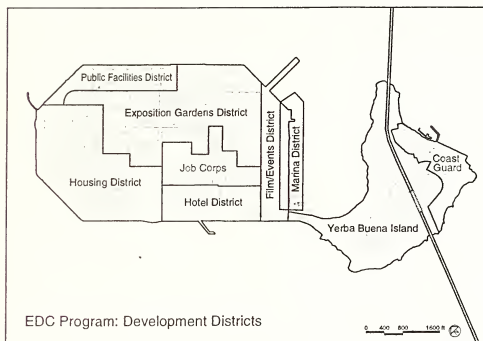 Public Facilities District
Exposition Gardens District
Film/Events District
Marina District
Job Corps
Housing District
Hotel District
Coast
Guard
Yerba Buena Island
EDC Program: Development Districts
0 400 800 1600 ft